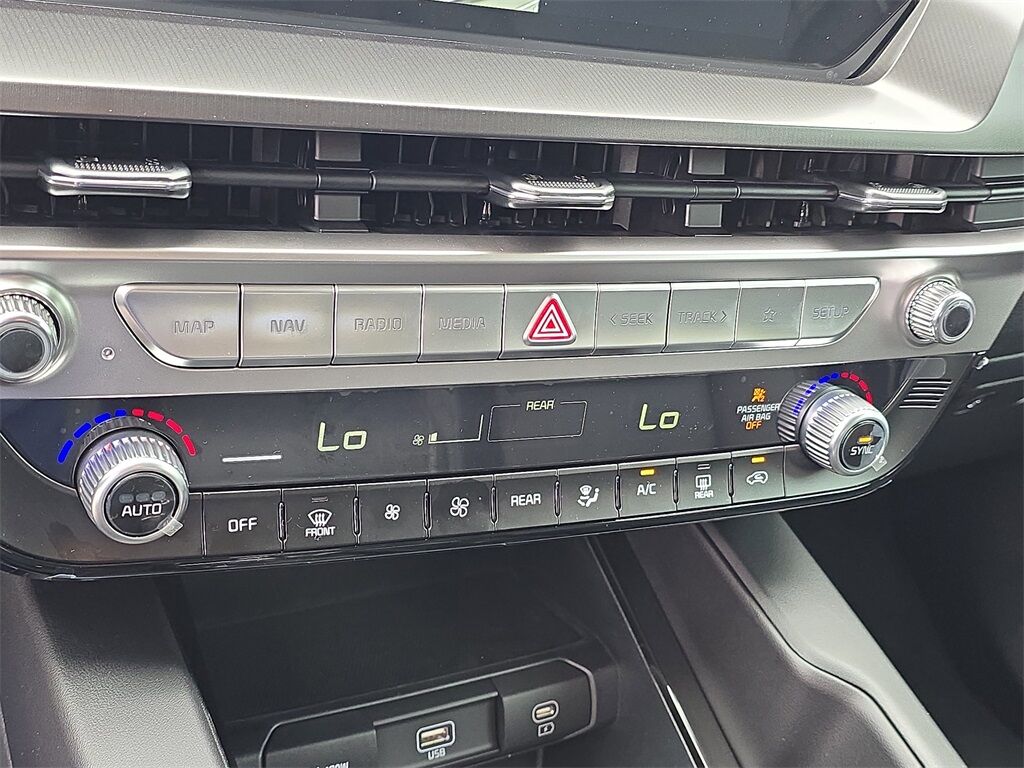 MAP NAV RADIO MEDIA < SEEK TRACK > SETUP
Lo REAR Lo
PASSENGER
AIR BAG
OFF
AUTO SYNC
OFF FRONT REAR A/C REAR
USB